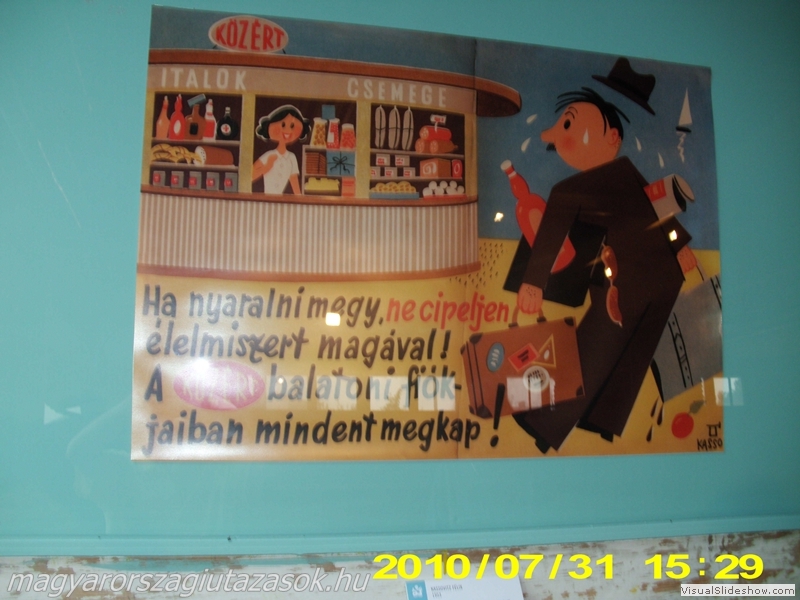 KÖZÉRT
ITALOK CSEMEGE
Ha nyaralni megy, ne cipeljen
élelmiszert magával!
A KÖZÉRT balatoni fiók-
jaiban mindent megkap!
KASSO
2010/07/31 15:29
magyarországiutazások.hu
VisualSlideshow.com